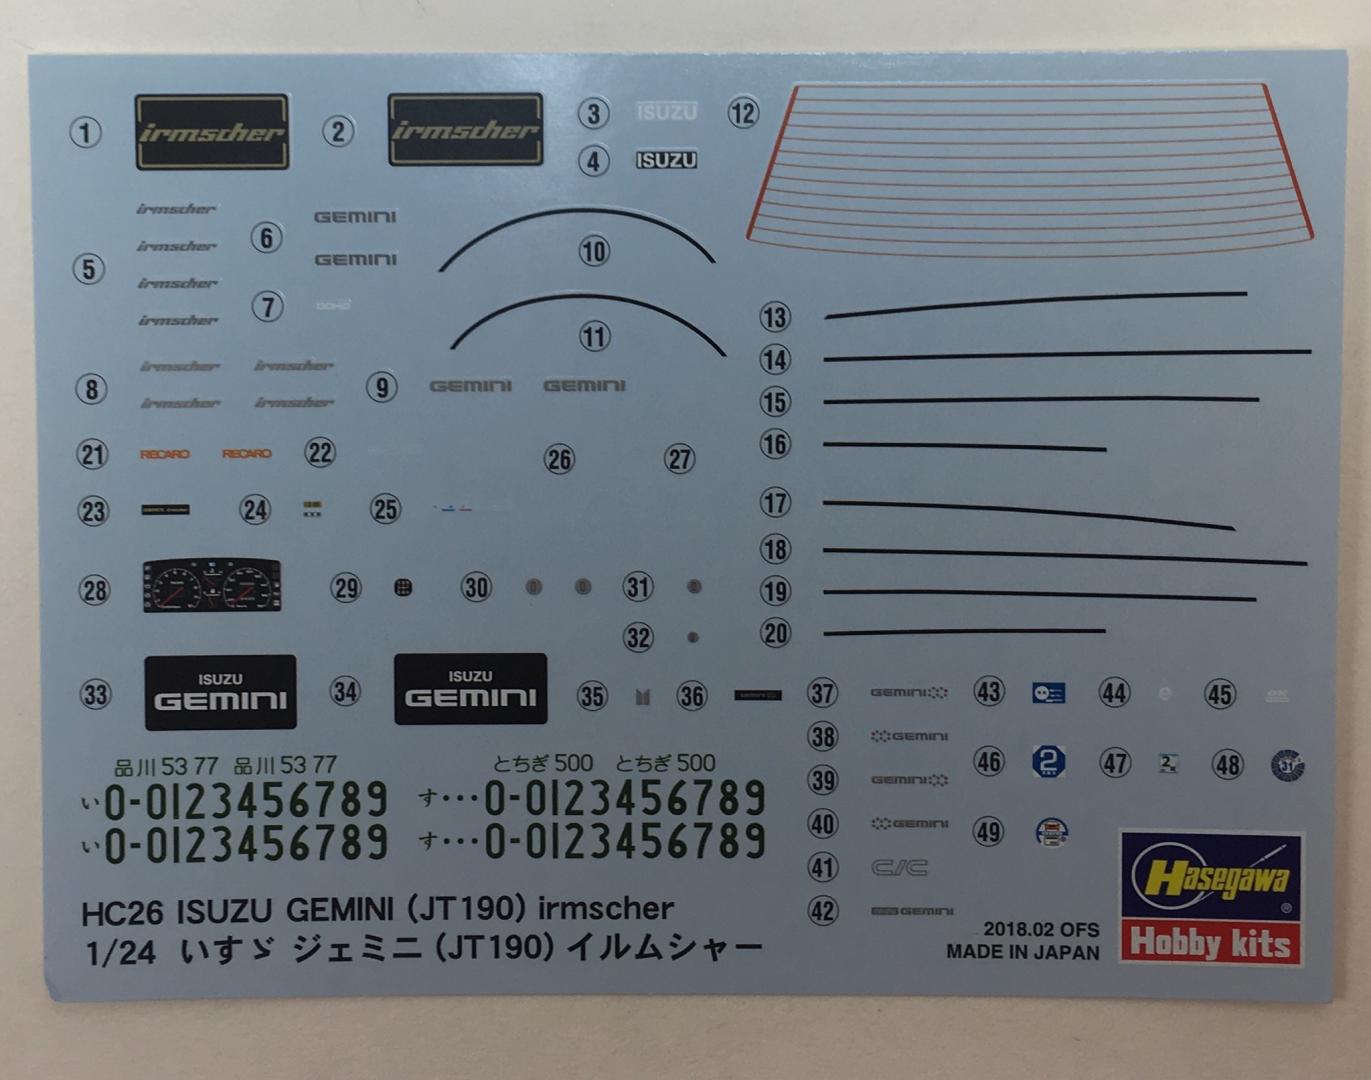 ① irmscher ② irmscher ③ ISUZU ⑫
④ ISUZU
⑤ irmscher ⑥ GEMINI ⑩
irmscher GEMINI
irmscher ⑦ DOHC ⑪ ⑬
irmscher
⑧ irmscher irmscher ⑨ GEMINI GEMINI ⑭
irmscher irmscher ⑮
㉑ RECARO RECARO ㉒ ㉖ ㉗ ⑯
㉓ ㉔ ㉕ ⑰
⑱
㉘ ㉙ ㉚ ㉛ ⑲
㉜ ⑳
㉝ ISUZU ㉞ ISUZU ㉟ ㊱ ㊲ GEMINI ㊸ ㊹ ㊺
GEMINI GEMINI
㊳ GEMINI
㊴ GEMINI ㊻ 2 ㊼ 2 ㊽ 31
㊵ GEMINI ㊾
㊶ C/C
㊷ GEMINI
品川 53 77 品川 53 77 とちぎ 500 とちぎ 500
い 0-0123456789 す ・・・0-0123456789
い 0-0123456789 す ・・・0-0123456789
HC26 ISUZU GEMINI (JT190) irmscher
1/24 いすゞ ジェミニ (JT190) イルムシャー
2018.02 OFS
MADE IN JAPAN
Hasegawa ®
Hobby kits